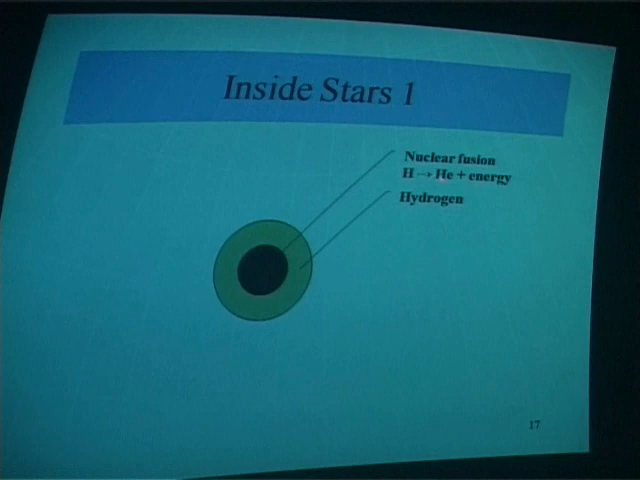 Inside Stars 1
Nuclear fusion
H → He + energy
Hydrogen
17